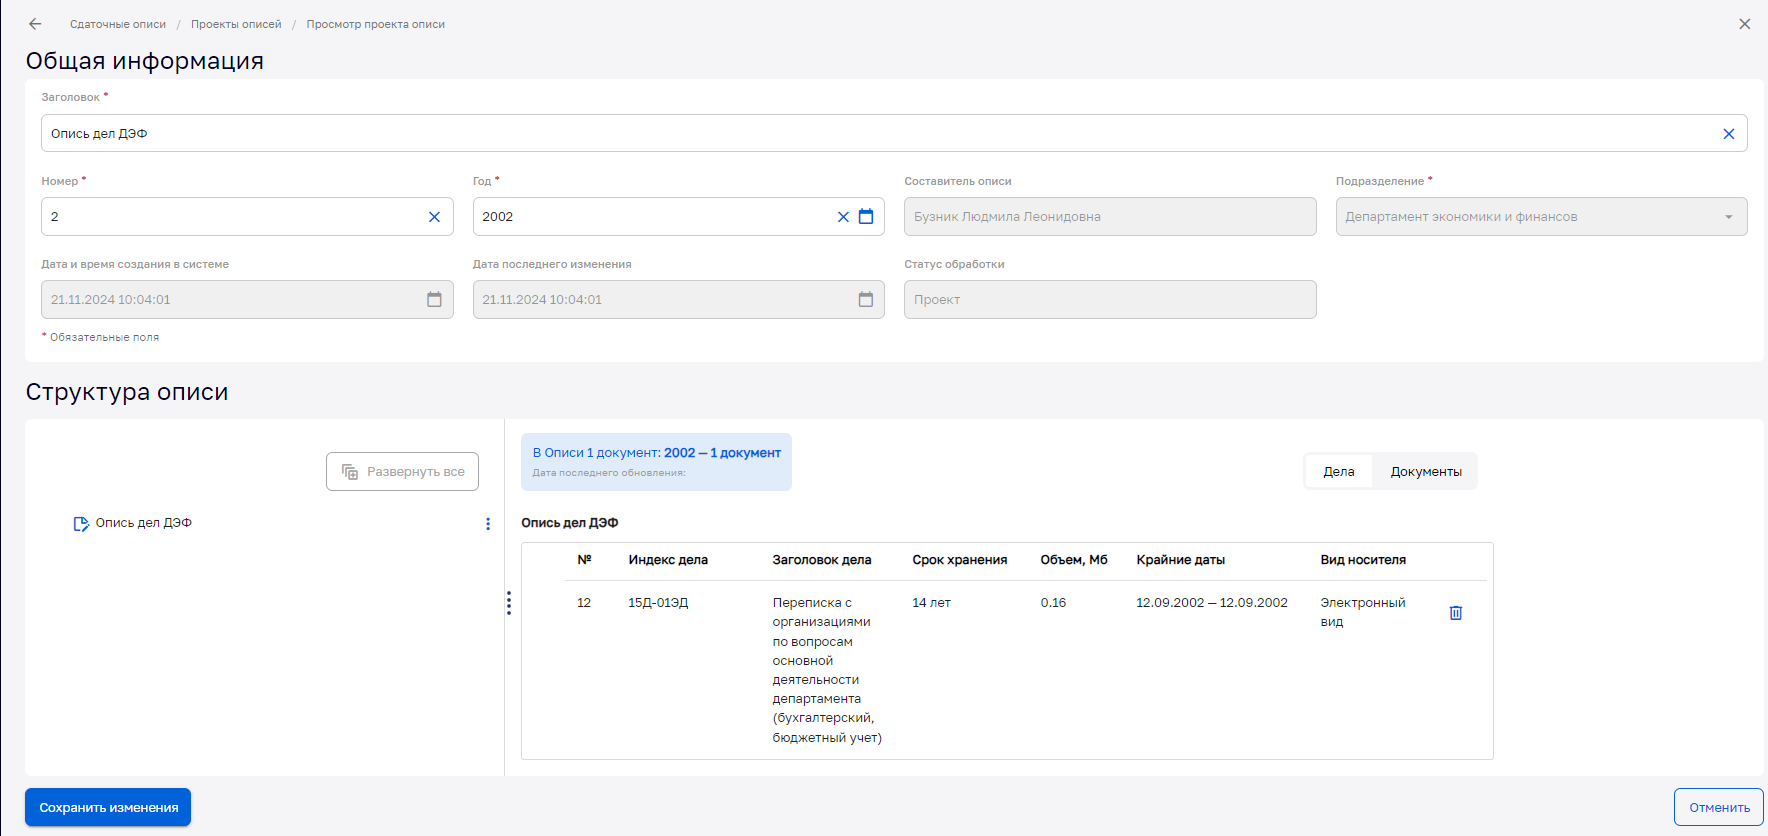 Сдаточные описи / Проекты описей / Просмотр проекта описи
Общая информация
Заголовок *
Опись дел ДЭФ
Номер * Год * Составитель описи Подразделение *
2 2002 Бузник Людмила Леонидовна Департамент экономики и финансов
Дата и время создания в системе Дата последнего изменения Статус обработки
21.11.2024 10:04:01 21.11.2024 10:04:01 Проект
* Обязательные поля
Структура описи
Развернуть все
Опись дел ДЭФ
В Описи 1 документ: 2002 — 1 документ
Дата последнего обновления:
Дела Документы
Опись дел ДЭФ
№ Индекс дела Заголовок дела Срок хранения Объем, Мб Крайние даты Вид носителя
12 15Д-01ЭД Переписка с 14 лет 0.16 12.09.2002 — 12.09.2002 Электронный
организациями вид
по вопросам
основной
деятельности
департамента
(бухгалтерский,
бюджетный учет)
Сохранить изменения Отменить